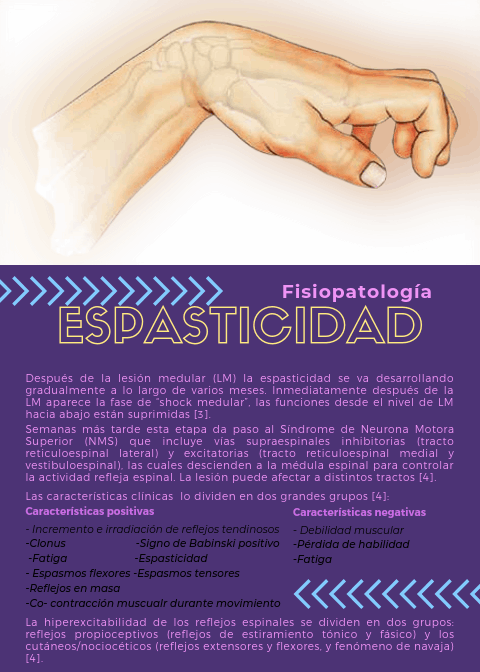 Fisiopatología
ESPASTICIDAD
Después de la lesión medular (LM) la espasticidad se va desarrollando
gradualmente a lo largo de varios meses. Inmediatamente después de la
LM aparece la fase de "shock medular", las funciones desde el nivel de LM
hacia abajo están suprimidas [3].
Semanas más tarde esta etapa da paso al Síndrome de Neurona Motora
Superior (NMS) que incluye vías supraespinales inhibitorias (tracto
reticuloespinal lateral) y excitatorias (tracto reticuloespinal medial y
vestibuloespinal), las cuales descienden a la médula espinal para controlar
la actividad refleja espinal. La lesión puede afectar a distintos tractos [4].
Las características clínicas lo dividen en dos grandes grupos [4]:
Características positivas
- Incremento e irradiación de reflejos tendinosos
-Clonus -Signo de Babinski positivo
-Fatiga -Espasticidad
- Espasmos flexores -Espasmos tensores
-Reflejos en masa
-Co- contracción muscualr durante movimiento
Características negativas
- Debilidad muscular
-Pérdida de habilidad
-Fatiga
La hiperexcitabilidad de los reflejos espinales se dividen en dos grupos:
reflejos propioceptivos (reflejos de estiramiento tónico y fásico) y los
cutáneos/nociocéticos (reflejos extensores y flexores, y fenómeno de navaja)
[4].